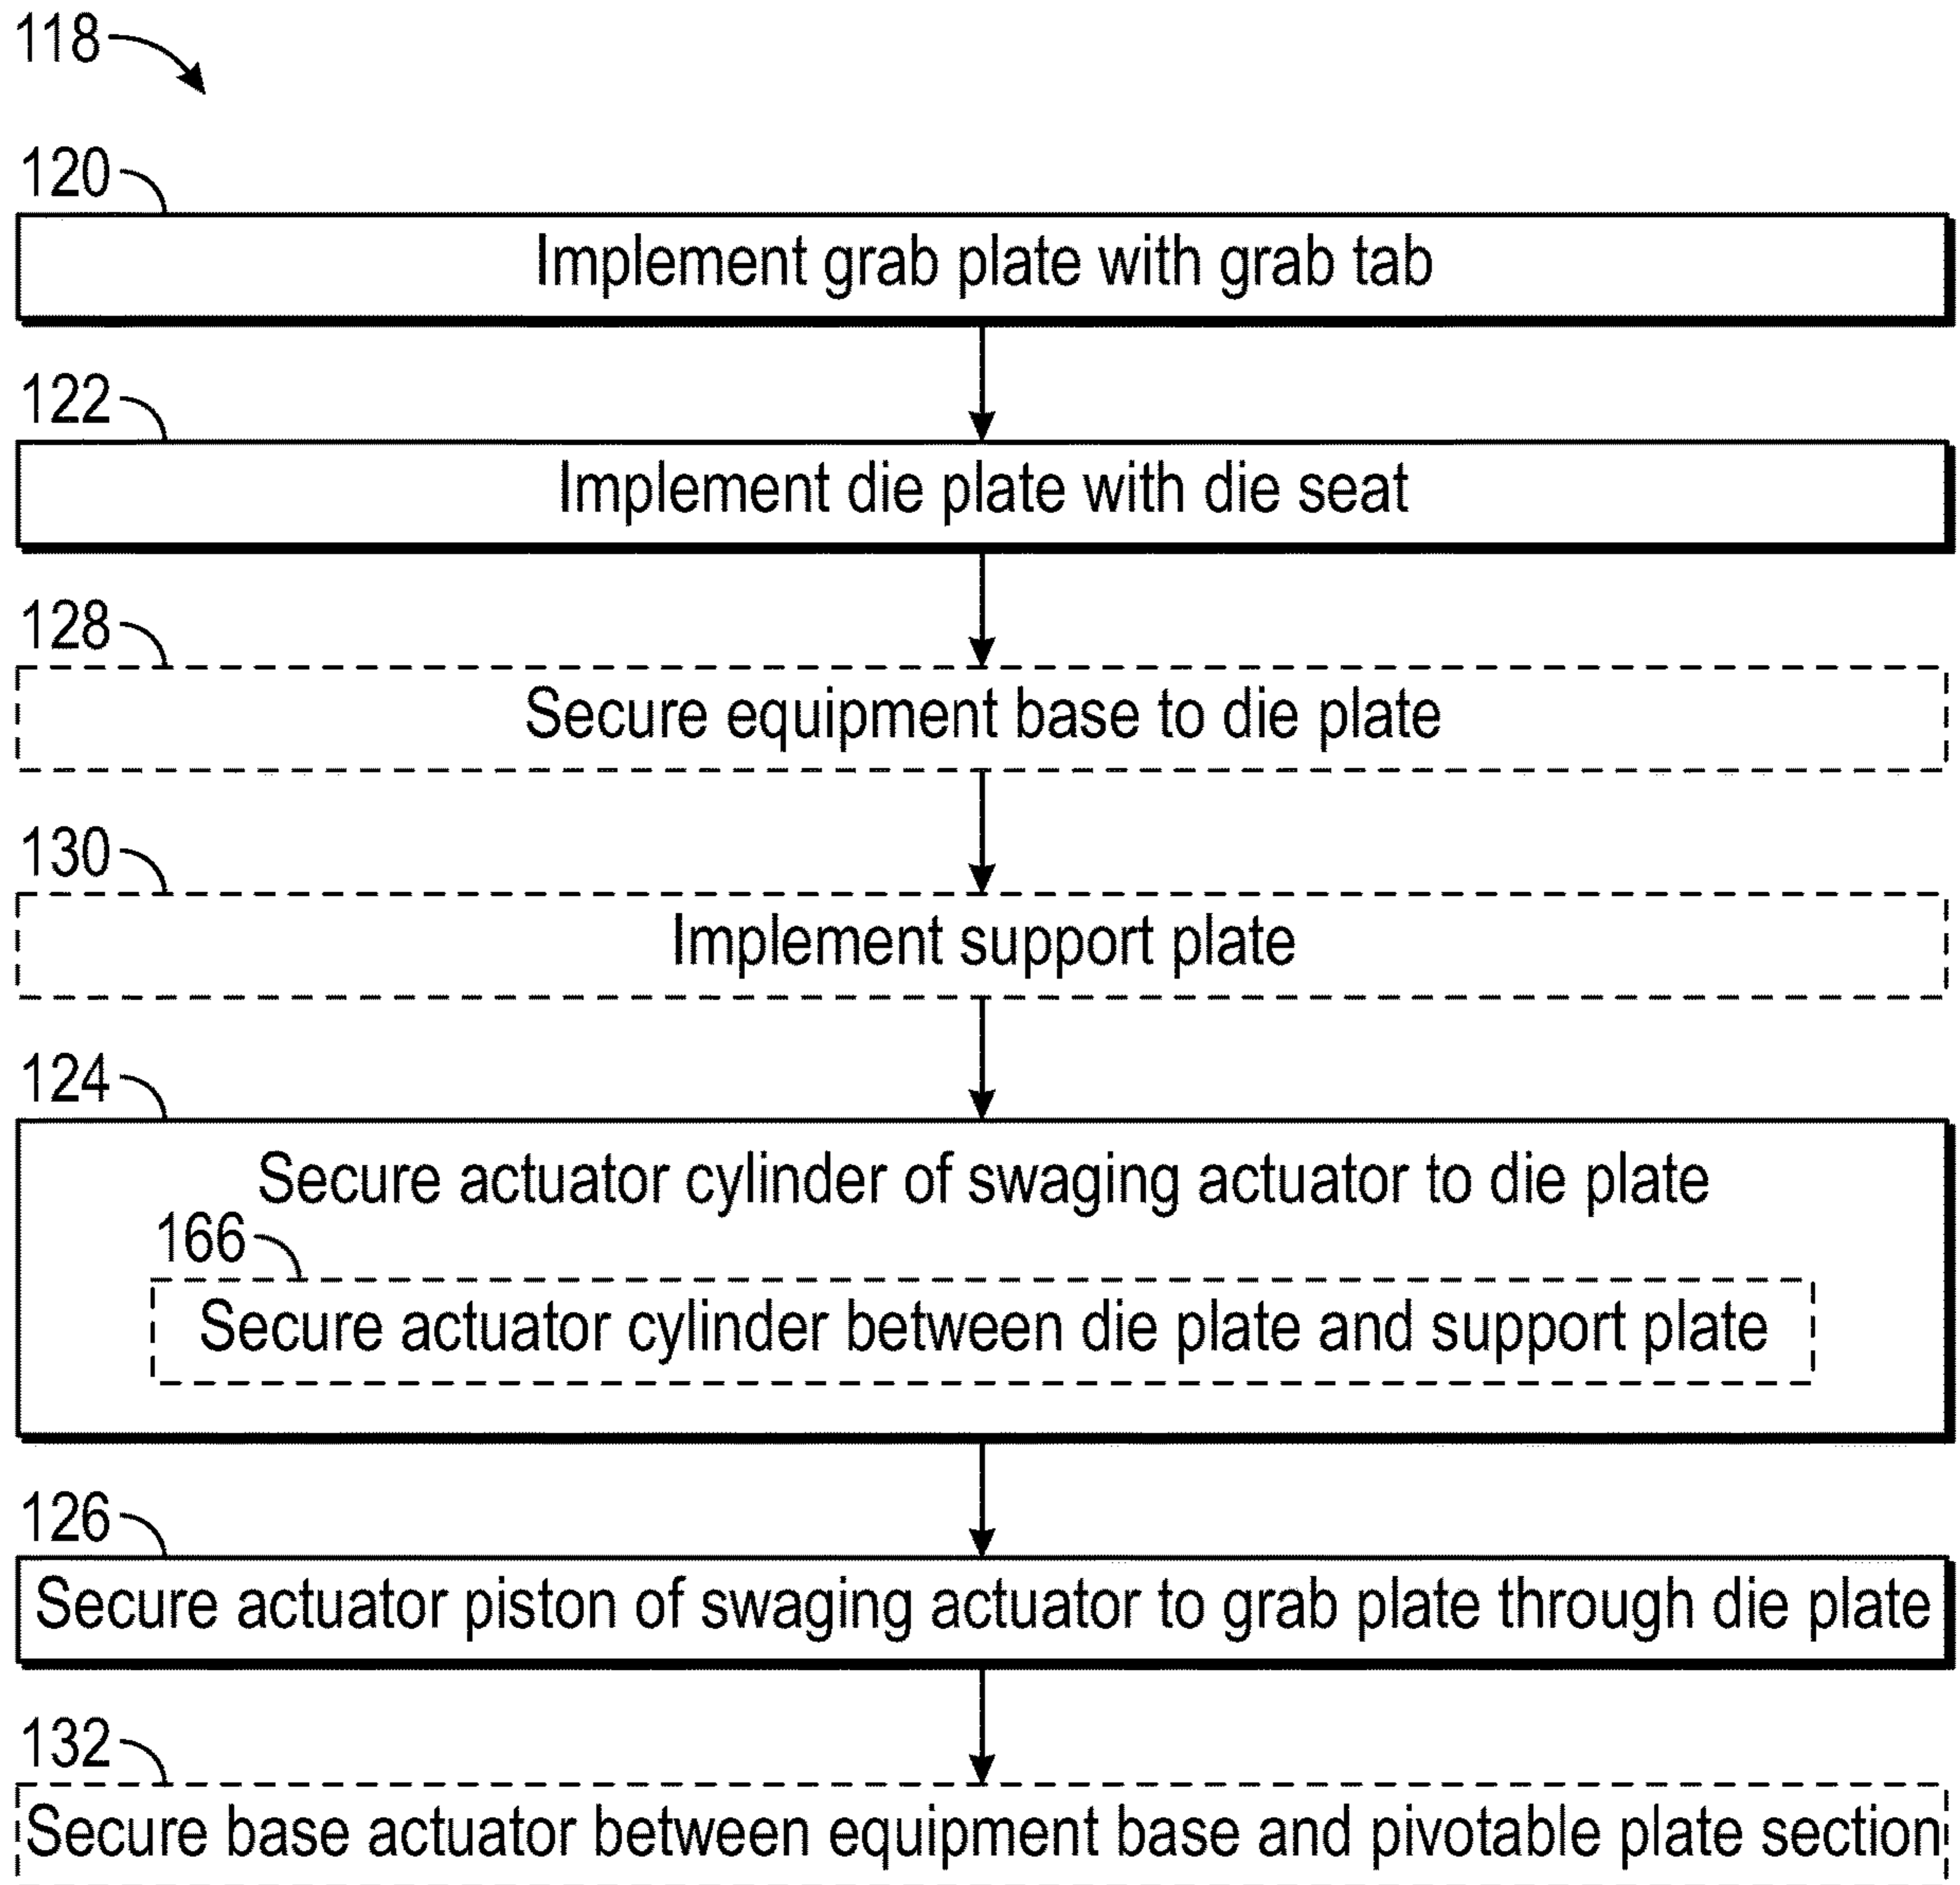 118
120
Implement grab plate with grab tab
122
Implement die plate with die seat
128
Secure equipment base to die plate
130
Implement support plate
124
Secure actuator cylinder of swaging actuator to die plate
166
Secure actuator cylinder between die plate and support plate
126
Secure actuator piston of swaging actuator to grab plate through die plate
132
Secure base actuator between equipment base and pivotable plate section